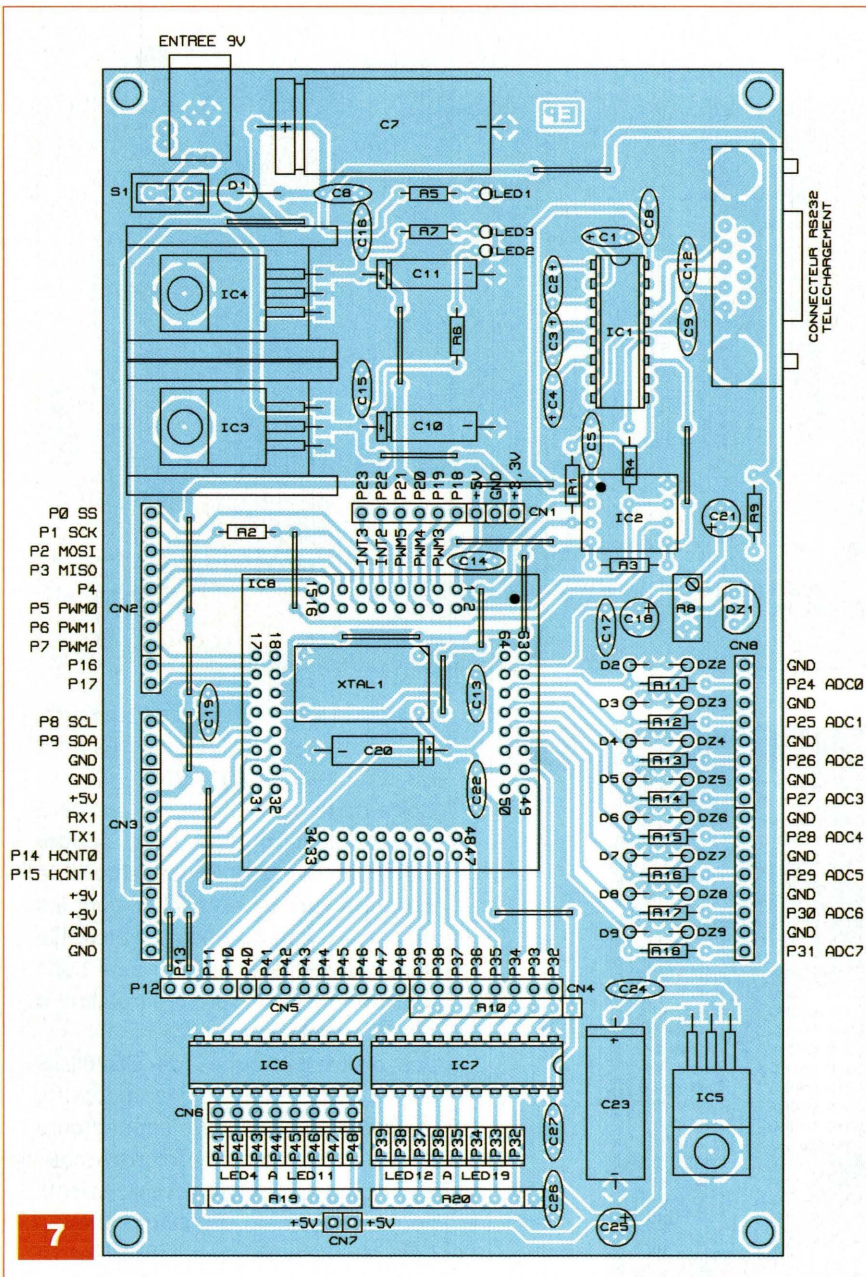 ENTREE 9V
C7
EP
S1
D1
C6
R5
LED1
C16
R7
LED3
LED2
C1
C8
CONNECTEUR RS232
TELECHARGEMENT
C11
C2
C12
IC4
IC1
C3
C9
R6
C15
C4
IC3
C10
C5
R4
R1
P23
P22
P21
P20
P19
P18
+5V
GND
+3,3V
CN1
INT3
INT2
PWM5
PWM4
PWM3
IC2
C21
R9
P0 SS
P1 SCK
P2 MOSI
P3 MISO
P4
P5 PWM0
P6 PWM1
P7 PWM2
P16
P17
CN2
R2
C14
R3
IC8
1516
1
2
R8
DZ1
C17
C18
17
18
64
63
CN8
XTAL1
C13
C19
C20
C22
31
32
50
49
3433
4847
D2
DZ2
R11
D3
DZ3
R12
D4
DZ4
R13
D5
DZ5
R14
D6
DZ6
R15
D7
DZ7
R16
D8
DZ8
R17
D9
DZ9
R18
GND
P24 ADC0
GND
P25 ADC1
GND
P26 ADC2
GND
P27 ADC3
GND
P28 ADC4
GND
P29 ADC5
GND
P30 ADC6
GND
P31 ADC7
P8 SCL
P9 SDA
GND
GND
+5V
RX1
TX1
P14 HCNT0
P15 HCNT1
+9V
+9V
GND
GND
CN3
P12
P13
P11
P10
P40
P41
P42
P43
P44
P45
P46
P47
P48
P39
P38
P37
P36
P35
P34
P33
P32
CN4
CN5
R10
C24
IC6
IC7
C23
IC5
CN6
P41
P42
P43
P44
P45
P46
P47
P48
P39
P38
P37
P36
P35
P34
P33
P32
C27
LED4 A LED11
LED12 A LED19
R19
R20
C26
+5V
+5V
CN7
C25
7